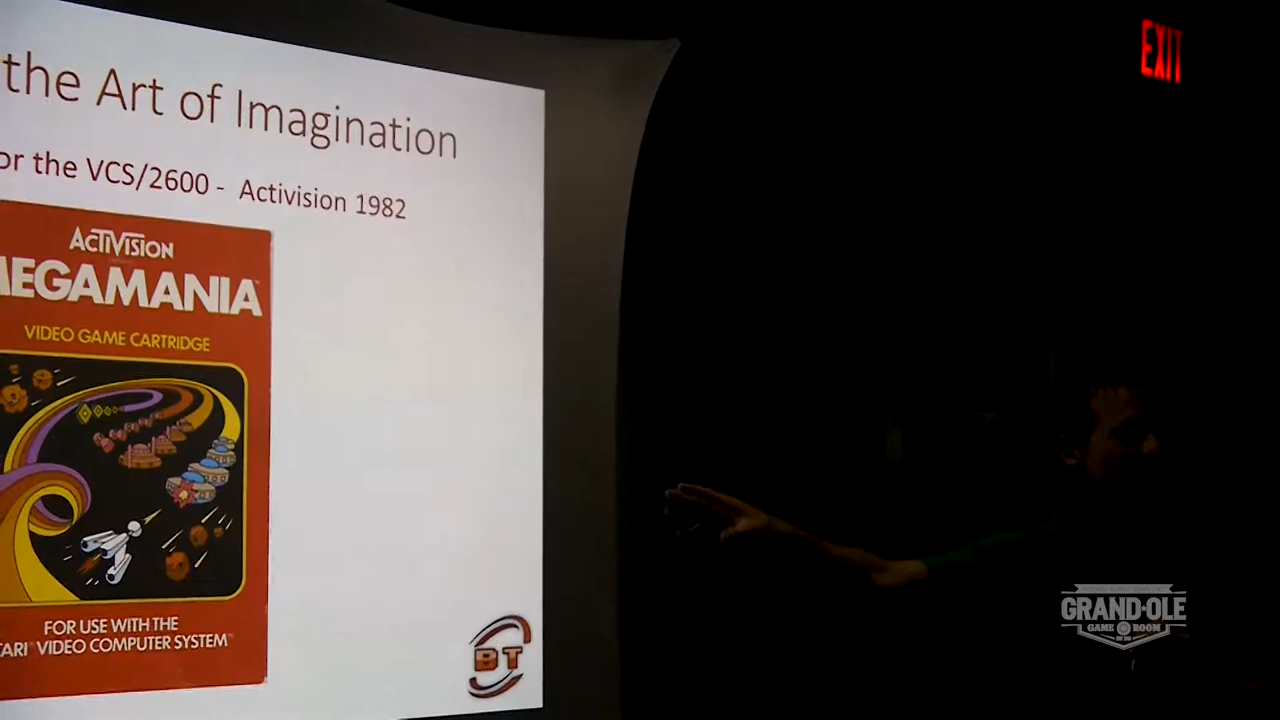 the Art of Imagination
or the VCS/2600 - Activision 1982
ACTIVISION
MEGAMANIA
VIDEO GAME CARTRIDGE
FOR USE WITH THE
TARI VIDEO COMPUTER SYSTEM
BT
EXIT
GRAND OLE
GAME ROOM